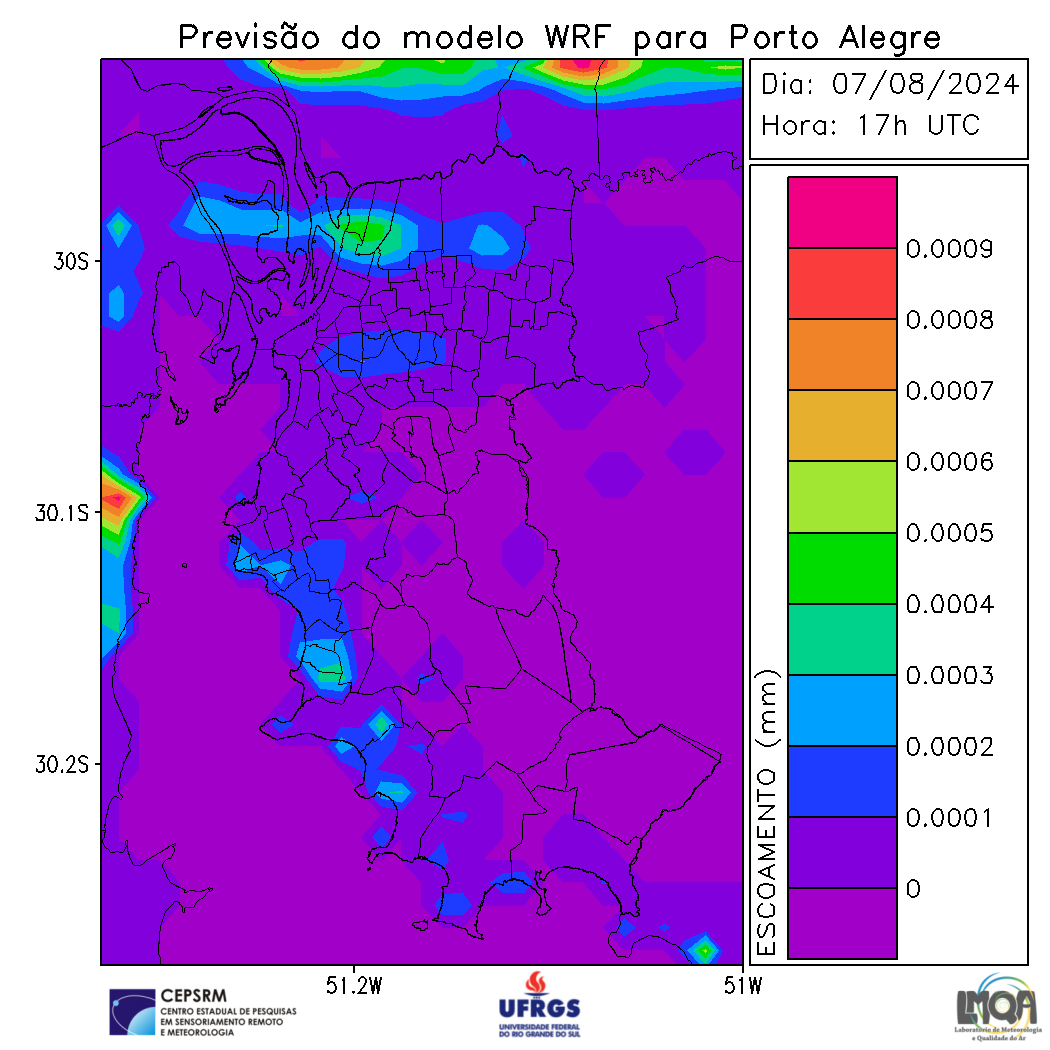 Previsão do modelo WRF para Porto Alegre
Dia: 07/08/2024
Hora: 17h UTC
30S
30.1S
30.2S
51.2W
51W
ESCOAMENTO (mm)
0.0009
0.0008
0.0007
0.0006
0.0005
0.0004
0.0003
0.0002
0.0001
0
CEPSRM
CENTRO ESTADUAL DE PESQUISAS
EM SENSORIAMENTO REMOTO
E METEOROLOGIA
UFRGS
UNIVERSIDADE FEDERAL
DO RIO GRANDE DO SUL
LMQA
Laboratório de Meteorologia
e Qualidade do Ar